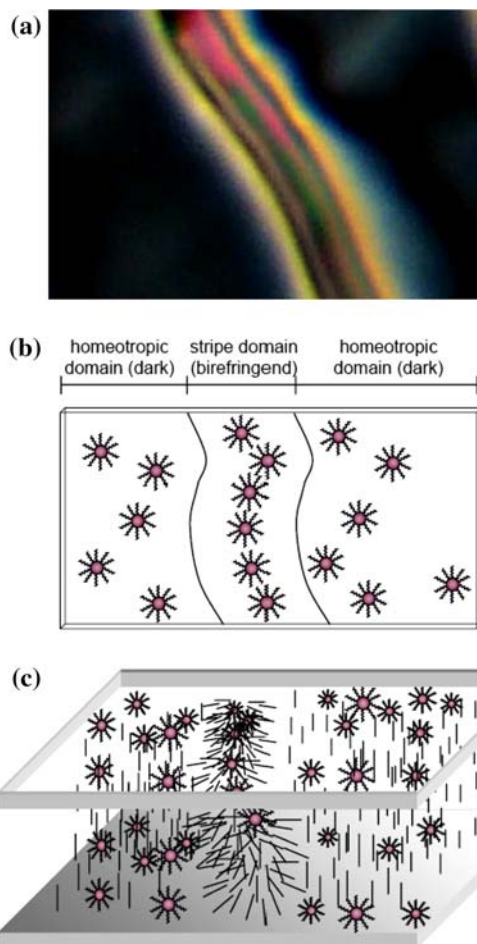 (a)
(b)
homeotropic domain (dark)
stripe domain (birefringend)
homeotropic domain (dark)
(c)